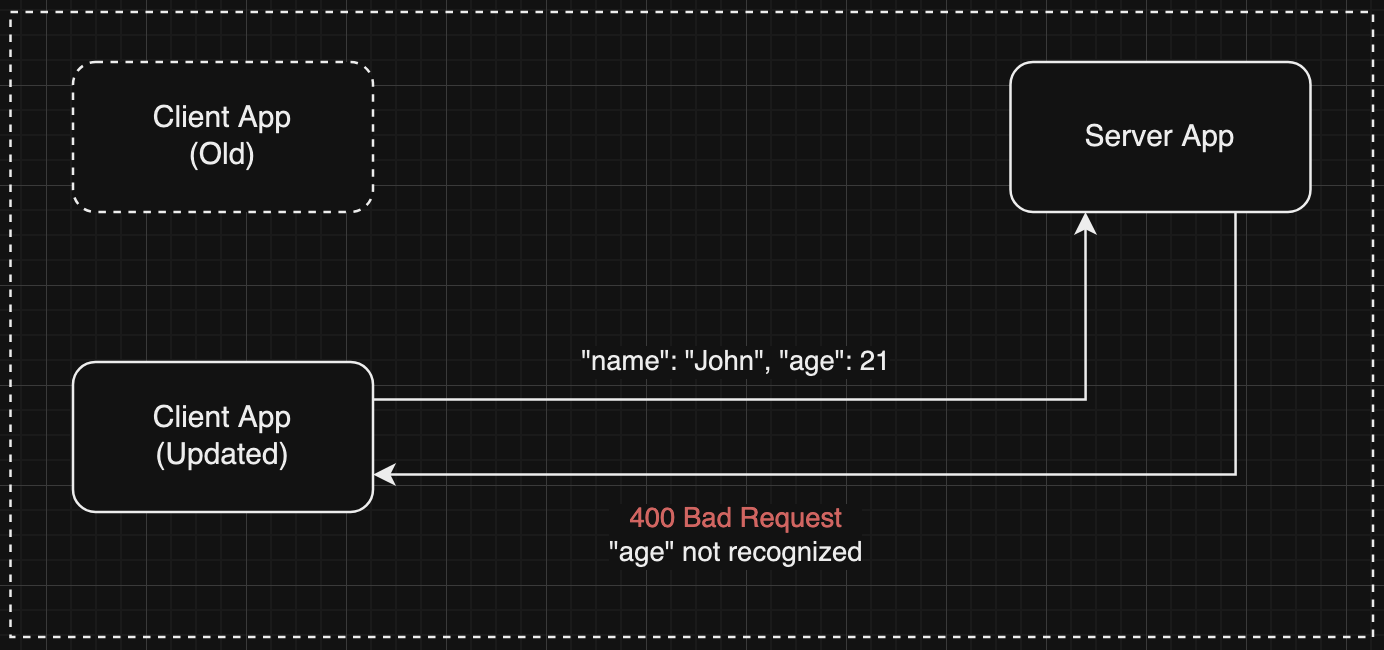 Client App
(Old)
Server App
"name": "John", "age": 21
Client App
(Updated)
400 Bad Request
"age" not recognized